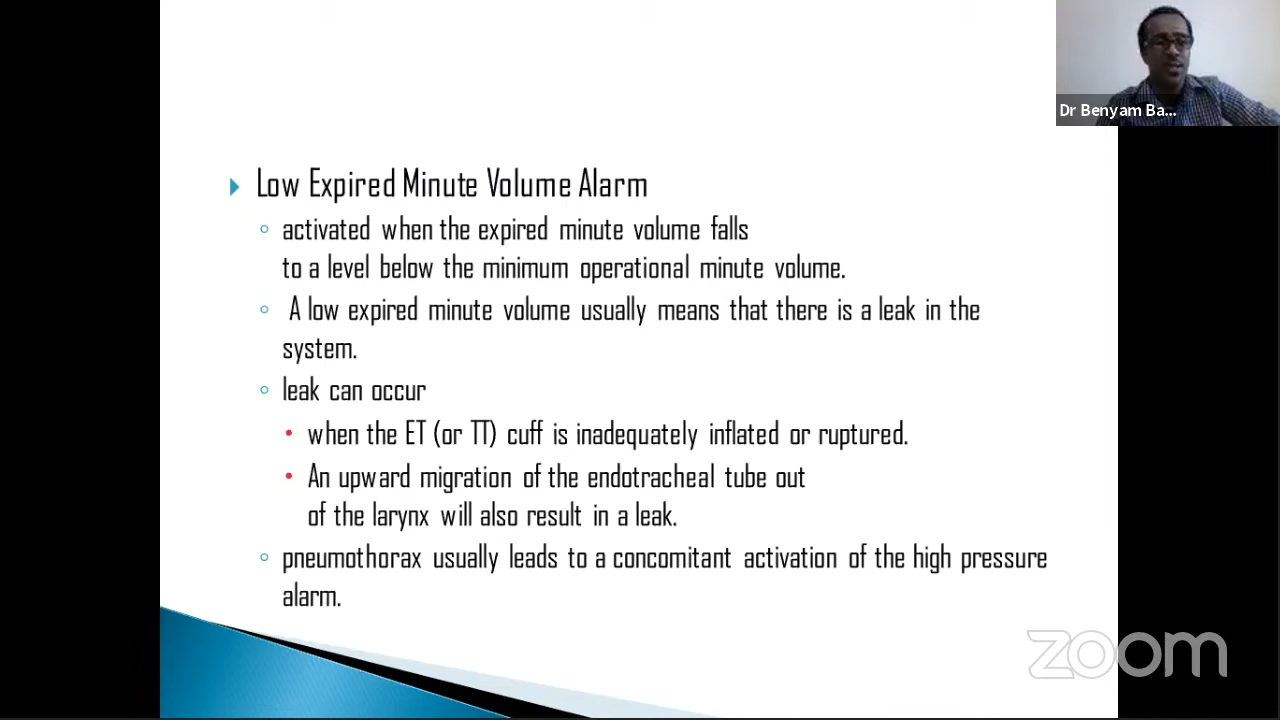 Dr Benyam Ba...
Low Expired Minute Volume Alarm
activated when the expired minute volume falls
to a level below the minimum operational minute volume.
A low expired minute volume usually means that there is a leak in the
system.
leak can occur
when the ET (or TT) cuff is inadequately inflated or ruptured.
An upward migration of the endotracheal tube out
of the larynx will also result in a leak.
pneumothorax usually leads to a concomitant activation of the high pressure
alarm.
zoom